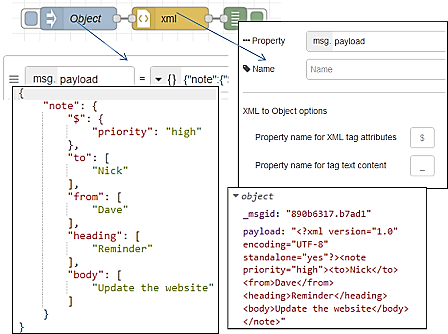 Object
xml
msg. payload = {} {"note":{"
{
"note": {
"$": {
"priority": "high"
},
"to": [
"Nick"
],
"from": [
"Dave"
],
"heading": [
"Reminder"
],
"body": [
"Update the website"
]
}
}
Property
msg. payload
Name
Name
XML to Object options
Property name for XML tag attributes
$
Property name for tag text content
_
object
_msgid: "890b6317.b7ad1"
payload: "<?xml version="1.0"
encoding="UTF-8"
standalone="yes"?><note
priority="high"><to>Nick</to>
<from>Dave</from>
<heading>Reminder</heading>
<body>Update the website</body>
</note>"